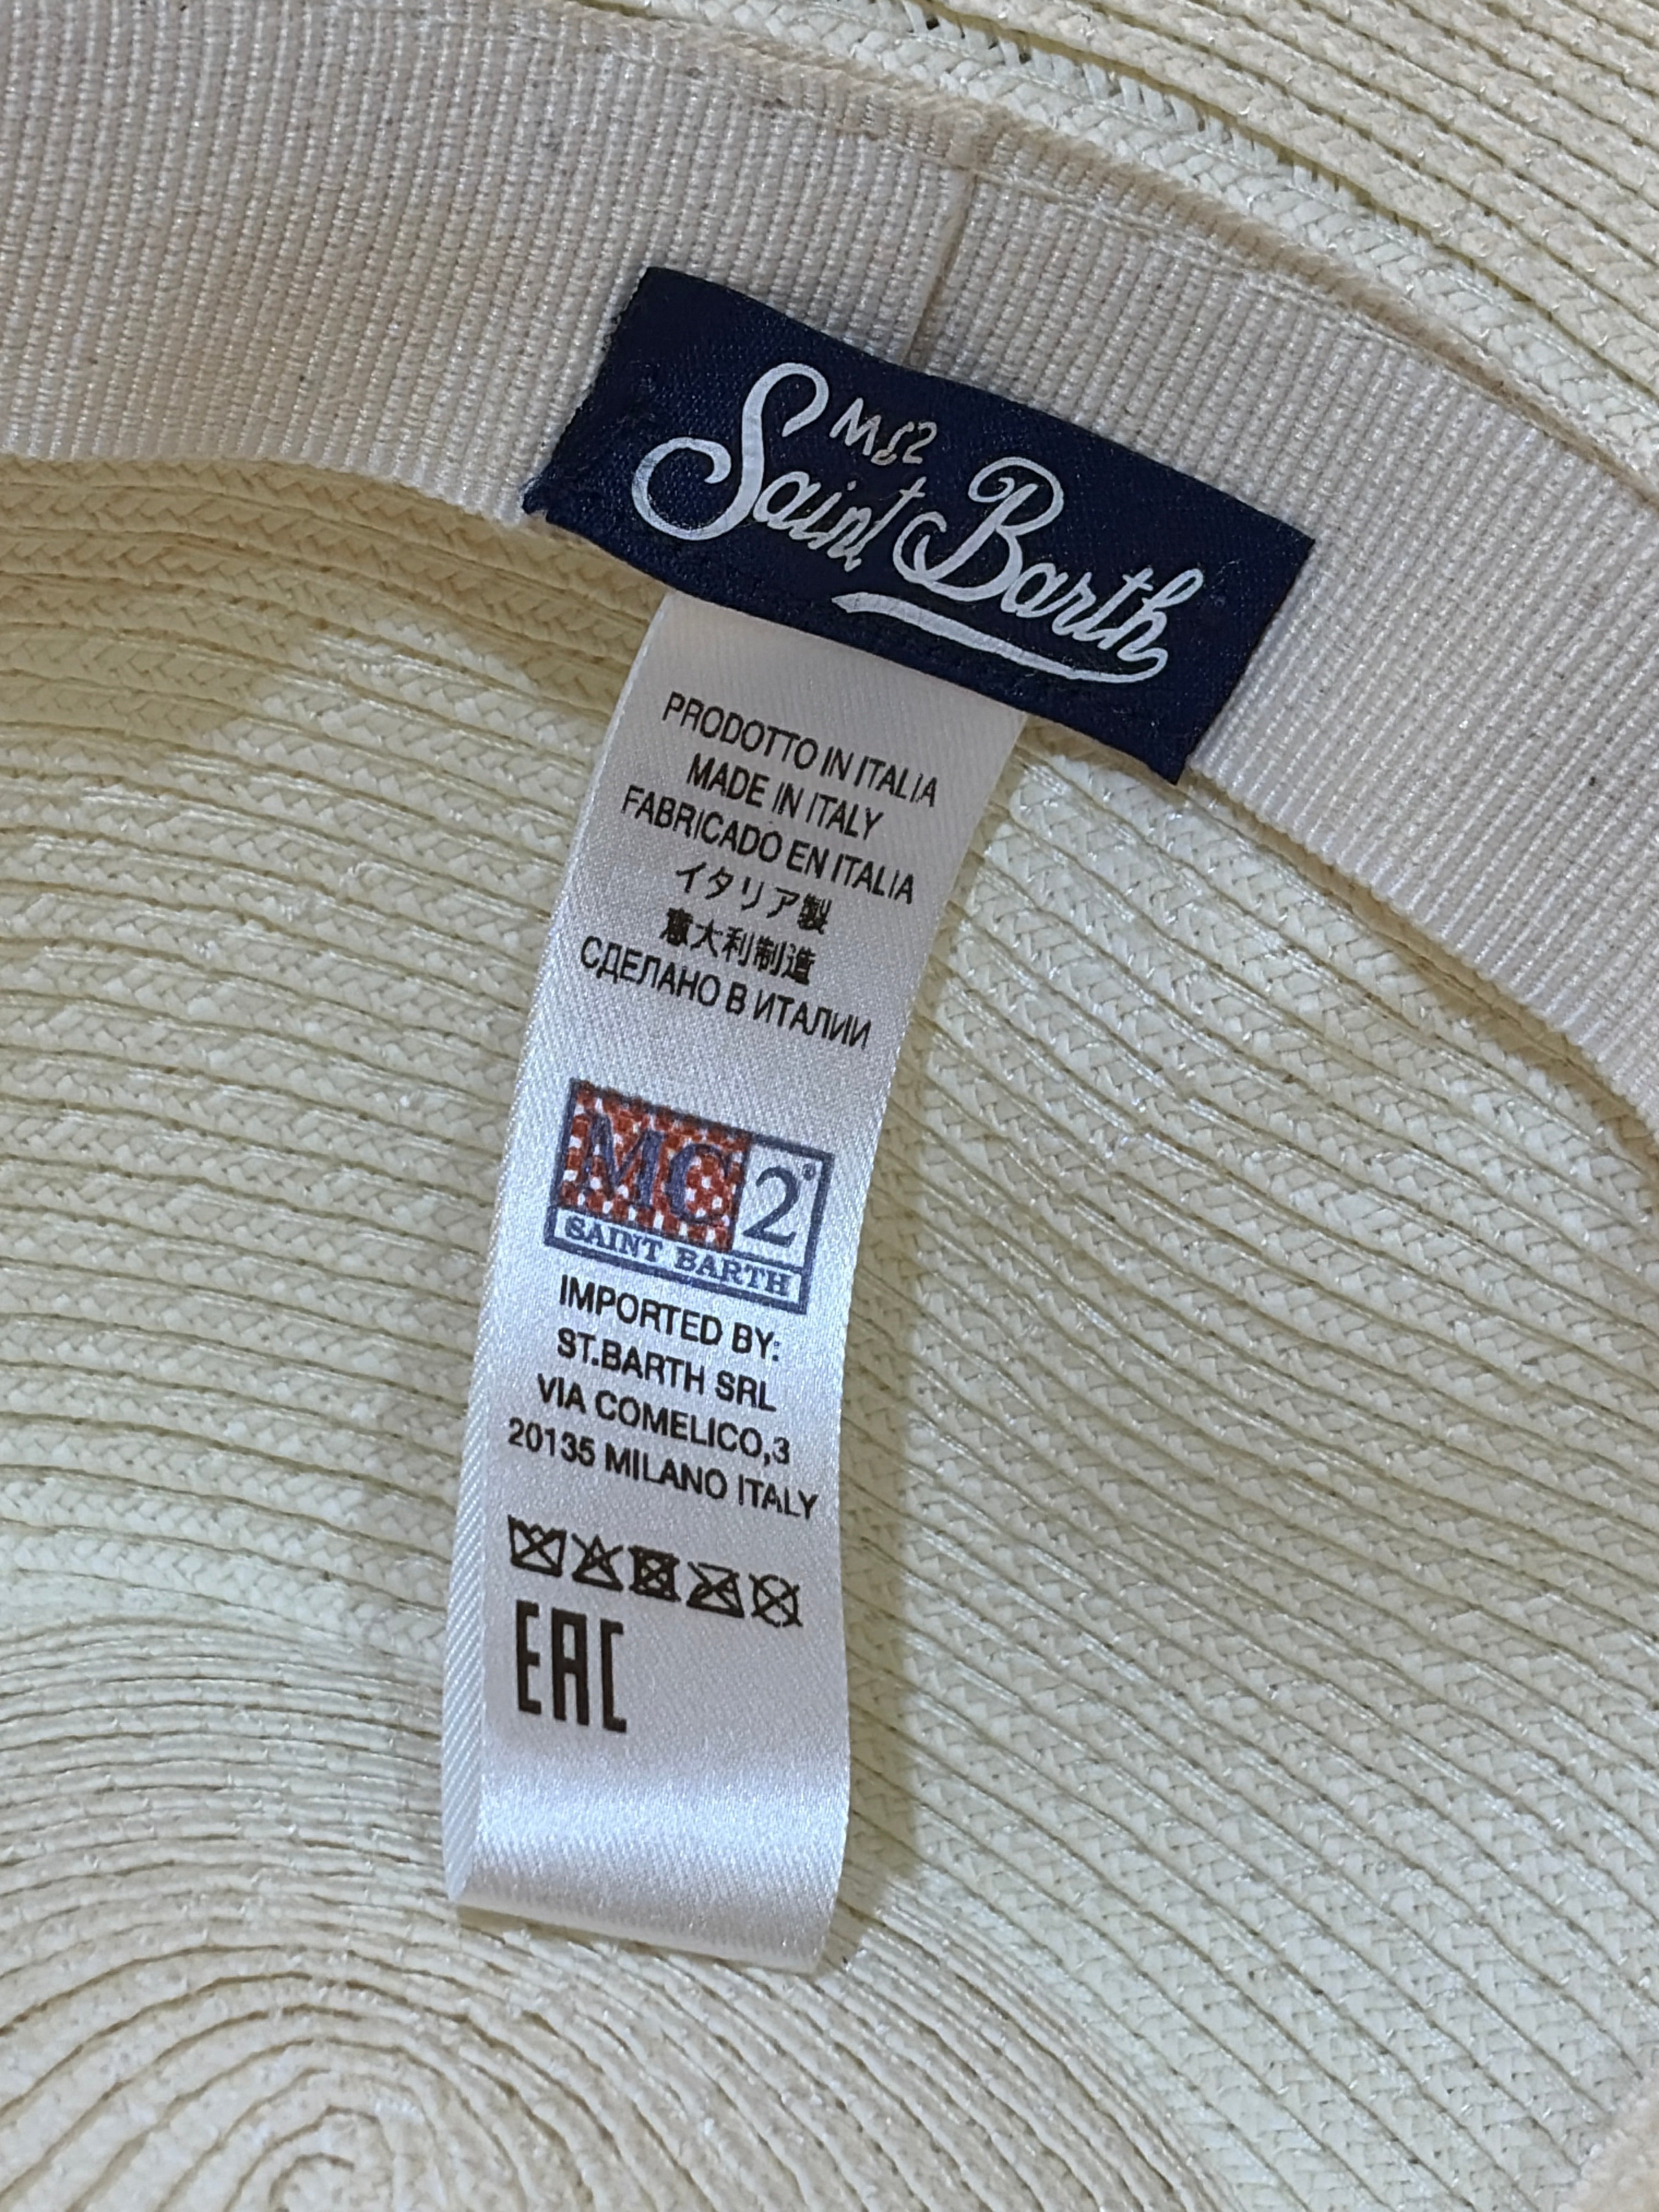 MC2
Saint Barth
PRODOTTO IN ITALIA
MADE IN ITALY
FABRICADO EN ITALIA
イタリア製
意大利制造
СДЕЛАНО В ИТАЛИИ
MC2°
SAINT BARTH
IMPORTED BY:
ST.BARTH SRL
VIA COMELICO,3
20135 MILANO ITALY
EAC